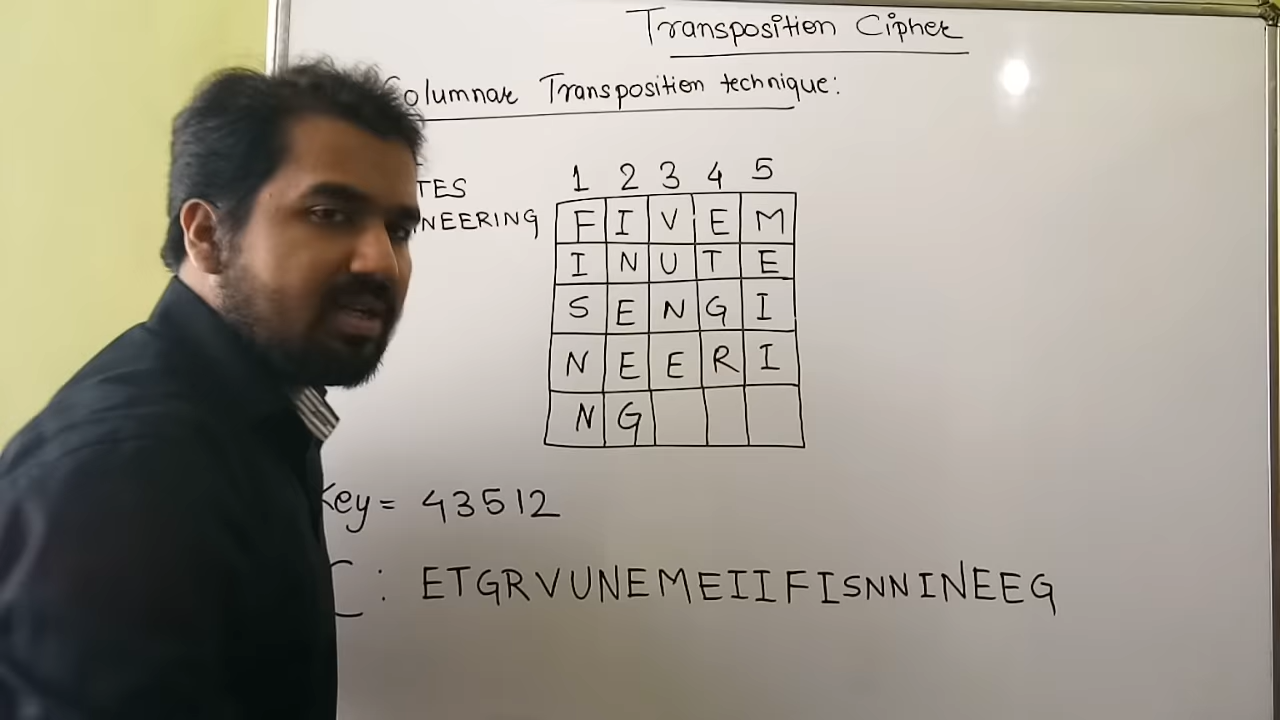 Transposition Cipher
Columnar Transposition technique:
1 2 3 4 5
TES
NEERING
F I V E M
I N U T E
S E N G I
N E E R I
N G
Key = 43512
C: ETGRVUNEMEIIFISNNINEEG